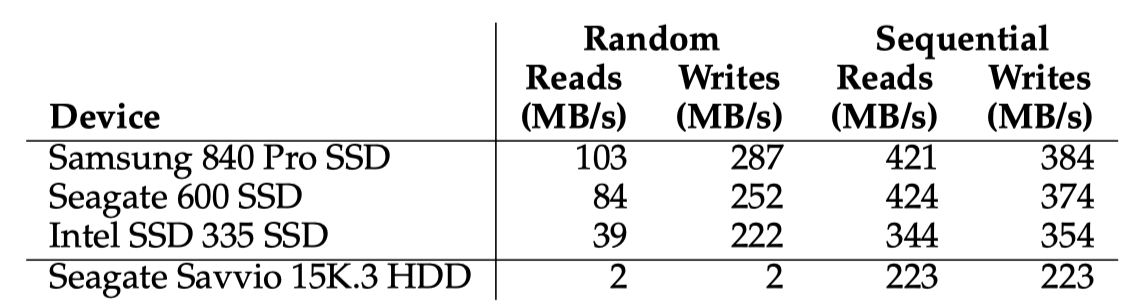 Random Sequential
Reads Writes Reads Writes
Device (MB/s) (MB/s) (MB/s) (MB/s)
Samsung 840 Pro SSD 103 287 421 384
Seagate 600 SSD 84 252 424 374
Intel SSD 335 SSD 39 222 344 354
Seagate Savvio 15K.3 HDD 2 2 223 223